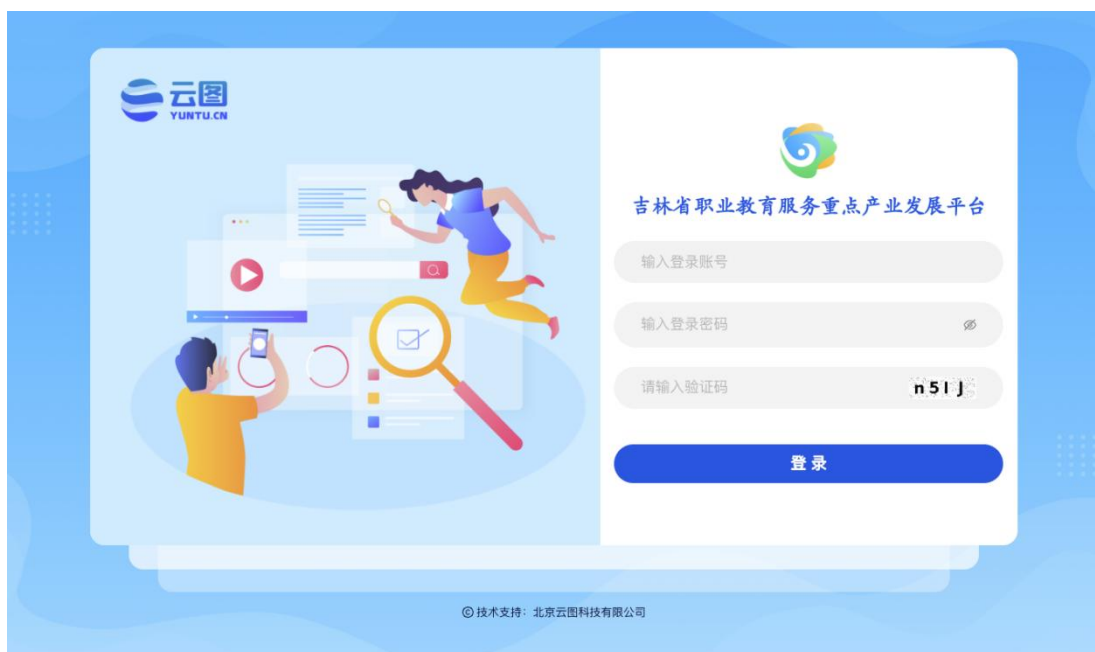 云图
YUNTU.CN
吉林省职业教育服务重点产业发展平台
输入登录账号
输入登录密码
请输入验证码
n5IJ
登录
©技术支持：北京云图科技有限公司